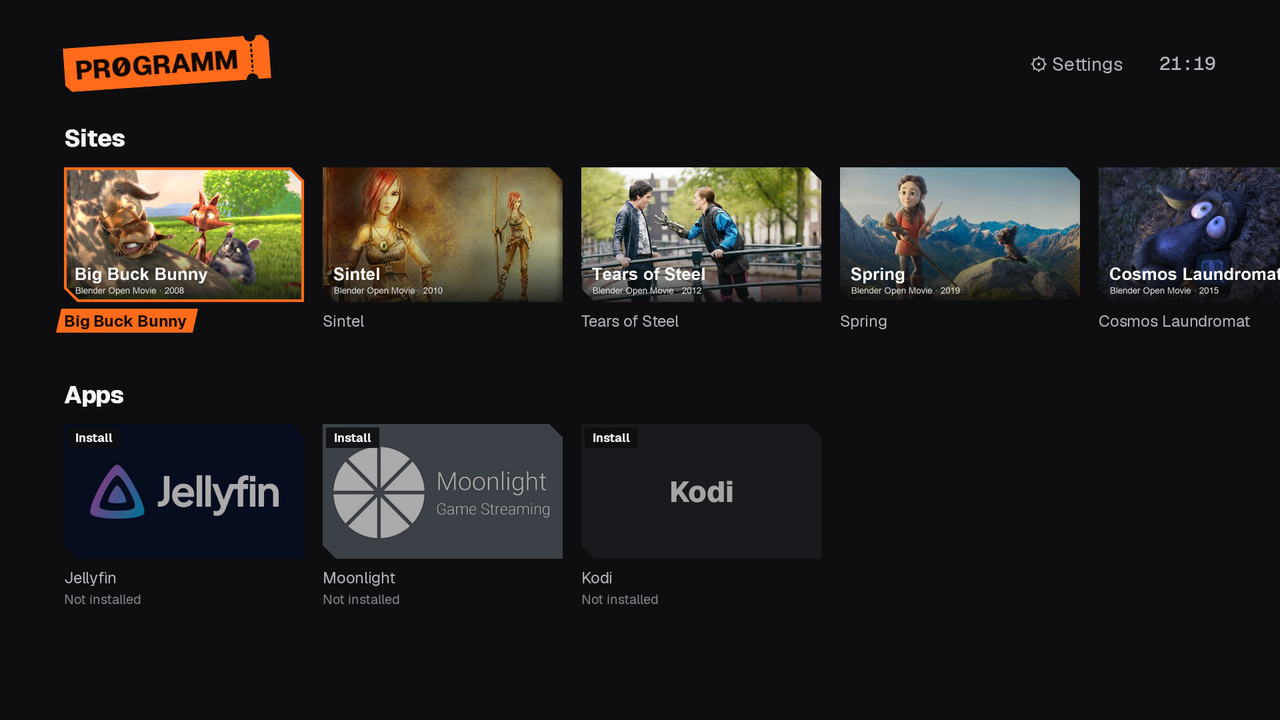 PRØGRAMM
Settings
21:19
Sites
Big Buck Bunny
Blender Open Movie · 2008
Sintel
Blender Open Movie · 2010
Tears of Steel
Blender Open Movie · 2012
Spring
Blender Open Movie · 2019
Cosmos Laundromat
Blender Open Movie · 2015
Big Buck Bunny
Sintel
Tears of Steel
Spring
Cosmos Laundromat
Apps
Install
Jellyfin
Install
Moonlight
Game Streaming
Install
Kodi
Jellyfin
Not installed
Moonlight
Not installed
Kodi
Not installed